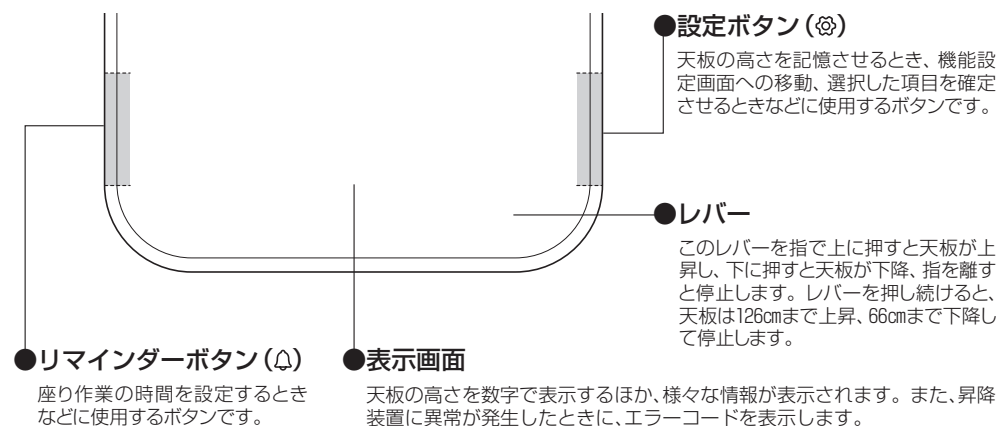 ●設定ボタン(⚙)
天板の高さを記憶させるとき、機能設
定画面への移動、選択した項目を確定
させるときなどに使用するボタンです。
●レバー
このレバーを指で上に押すと天板が上
昇し、下に押すと天板が下降、指を離す
と停止します。レバーを押し続けると、
天板は126㎝まで上昇、66㎝まで下降し
て停止します。
●リマインダーボタン(🔔)
座り作業の時間を設定するとき
などに使用するボタンです。
●表示画面
天板の高さを数字で表示するほか、様々な情報が表示されます。また、昇降
装置に異常が発生したときに、エラーコードを表示します。